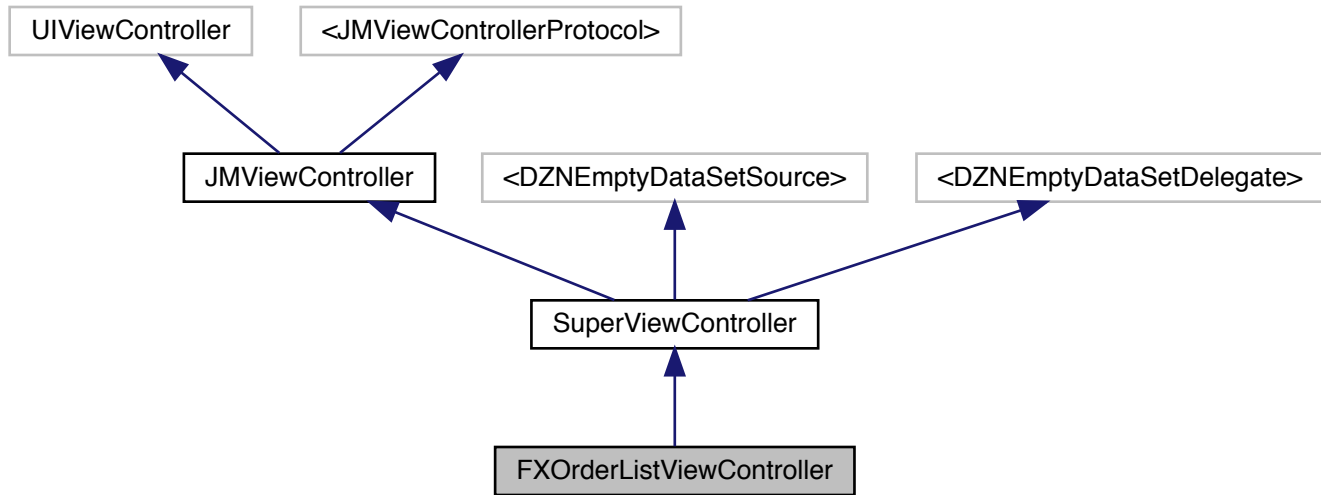 UIViewController
<JMViewControllerProtocol>
JMViewController
<DZNEmptyDataSetSource>
<DZNEmptyDataSetDelegate>
SuperViewController
FXOrderListViewController